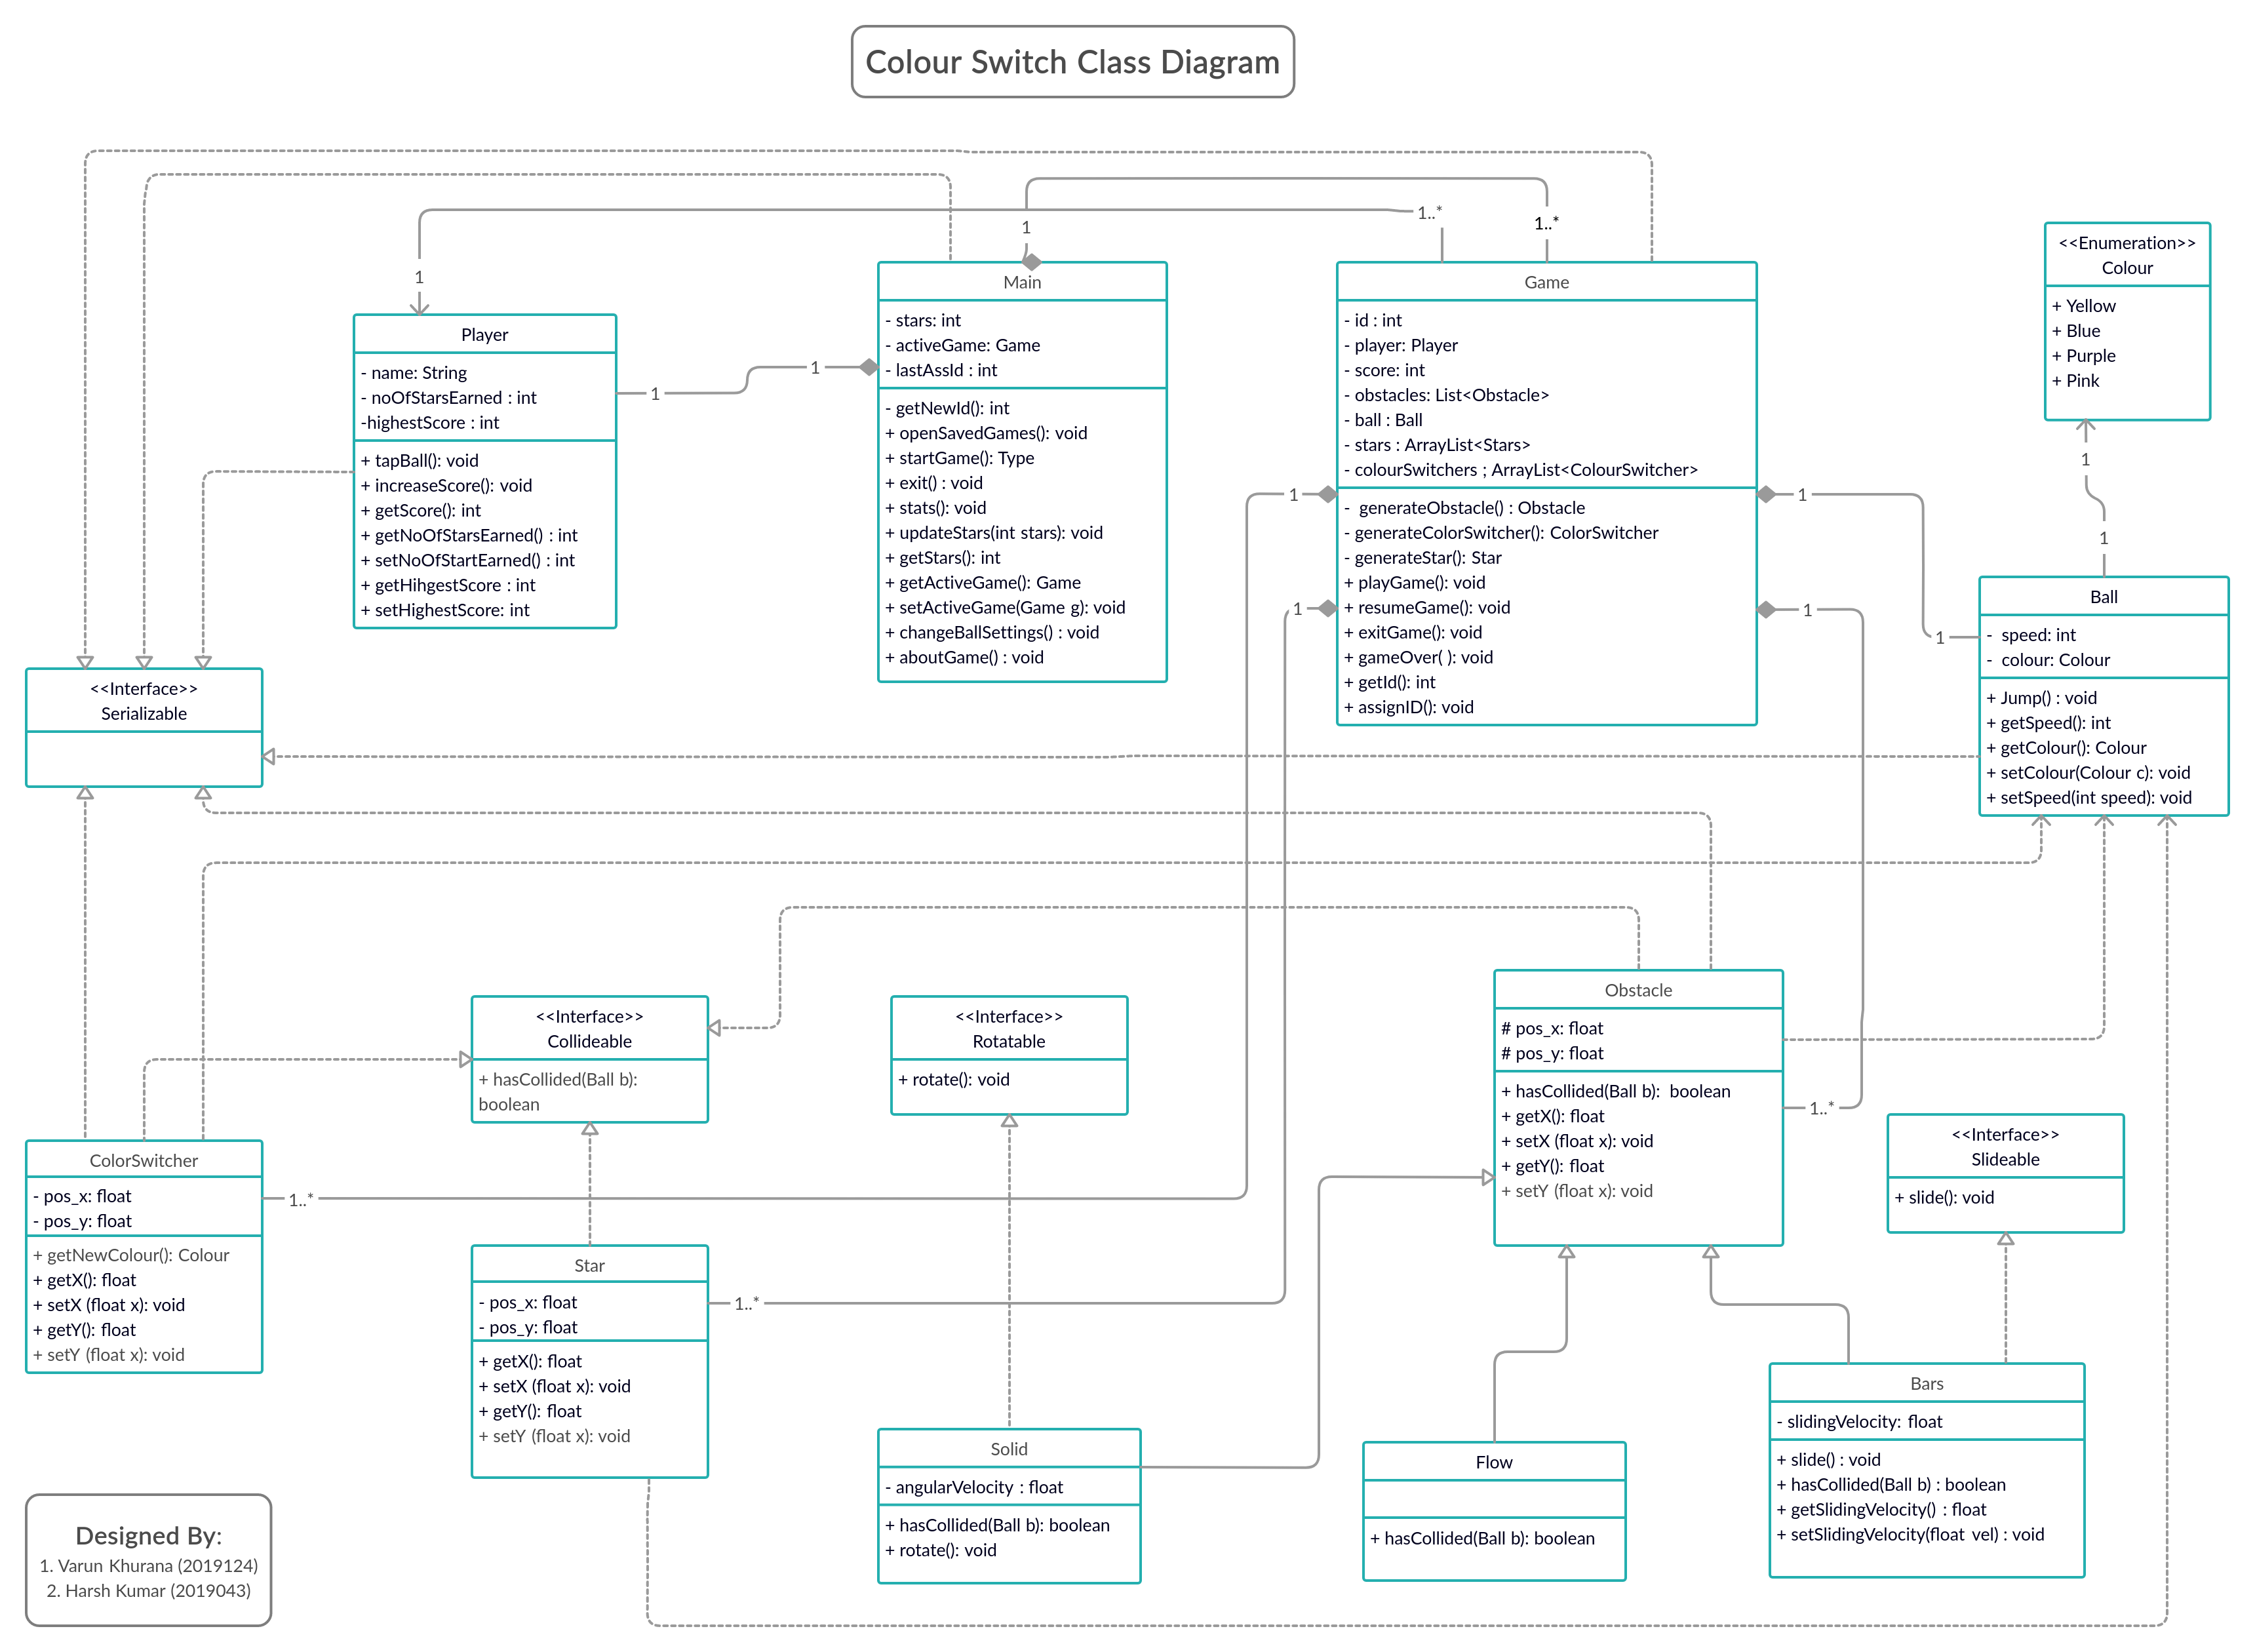 Colour Switch Class Diagram
1..*
1
1..*
1
Player
- name: String
- noOfStarsEarned : int
-highestScore : int
+ tapBall(): void
+ increaseScore(): void
+ getScore(): int
+ getNoOfStarsEarned() : int
+ setNoOfStartEarned() : int
+ getHihgestScore : int
+ setHighestScore: int
1
1
Main
- stars: int
- activeGame: Game
- lastAssId : int
- getNewId(): int
+ openSavedGames(): void
+ startGame(): Type
+ exit() : void
+ stats(): void
+ updateStars(int stars): void
+ getStars(): int
+ getActiveGame(): Game
+ setActiveGame(Game g): void
+ changeBallSettings() : void
+ aboutGame() : void
Game
- id : int
- player: Player
- score: int
- obstacles: List<Obstacle>
- ball : Ball
- stars : ArrayList<Stars>
- colourSwitchers ; ArrayList<ColourSwitcher>
- generateObstacle() : Obstacle
- generateColorSwitcher(): ColorSwitcher
- generateStar(): Star
+ playGame(): void
+ resumeGame(): void
+ exitGame(): void
+ gameOver( ): void
+ getId(): int
+ assignID(): void
1
1
1
1
1
<<Enumeration>>
Colour
+ Yellow
+ Blue
+ Purple
+ Pink
1
1
Ball
- speed: int
- colour: Colour
+ Jump() : void
+ getSpeed(): int
+ getColour(): Colour
+ setColour(Colour c): void
+ setSpeed(int speed): void
<<Interface>>
Serializable
<<Interface>>
Collideable
+ hasCollided(Ball b):
boolean
<<Interface>>
Rotatable
+ rotate(): void
Obstacle
# pos_x: float
# pos_y: float
+ hasCollided(Ball b): boolean
+ getX(): float
+ setX (float x): void
+ getY(): float
+ setY (float x): void
1..*
<<Interface>>
Slideable
+ slide(): void
ColorSwitcher
- pos_x: float
- pos_y: float
+ getNewColour(): Colour
+ getX(): float
+ setX (float x): void
+ getY(): float
+ setY (float x): void
1..*
Star
- pos_x: float
- pos_y: float
+ getX(): float
+ setX (float x): void
+ getY(): float
+ setY (float x): void
1..*
Solid
- angularVelocity : float
+ hasCollided(Ball b): boolean
+ rotate(): void
Flow
+ hasCollided(Ball b): boolean
Bars
- slidingVelocity: float
+ slide() : void
+ hasCollided(Ball b) : boolean
+ getSlidingVelocity() : float
+ setSlidingVelocity(float vel) : void
Designed By:
1. Varun Khurana (2019124)
2. Harsh Kumar (2019043)